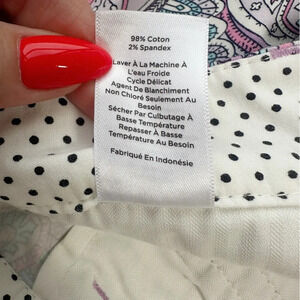 98% Coton
2% Spandex
Laver À La Machine À
L'eau Froide
Cycle Délicat
Agent De Blanchiment
Non Chloré Seulement Au
Besoin
Sécher Par Culbutage À
Basse Température
Repasser À Basse
Température Au Besoin
Fabriqué En Indonésie